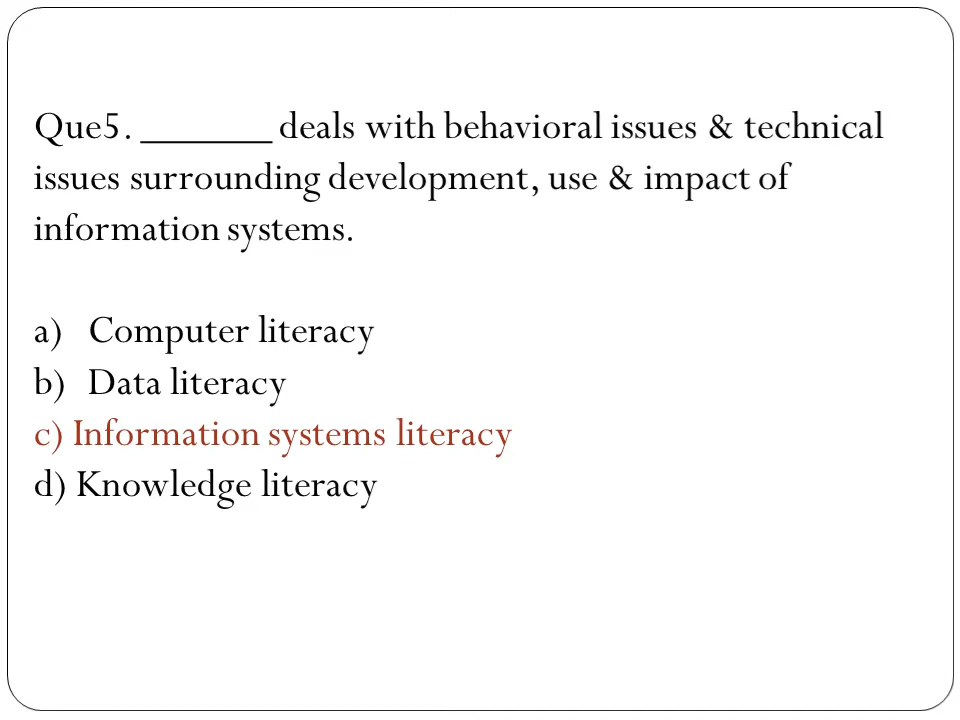 Que5. _______ deals with behavioral issues & technical
issues surrounding development, use & impact of
information systems.
a) Computer literacy
b) Data literacy
c) Information systems literacy
d) Knowledge literacy